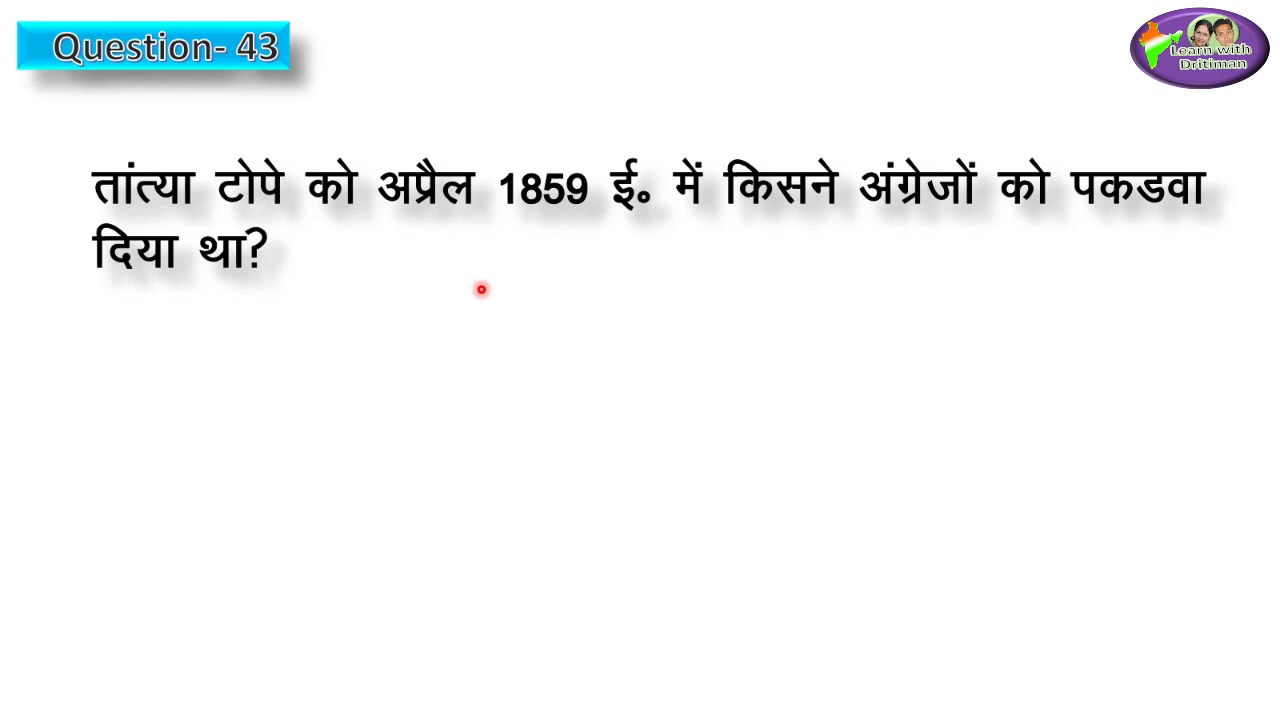 Question- 43
Learn with
Dritiman
तांत्या टोपे को अप्रैल 1859 ई. में किसने अंग्रेजों को पकडवा
दिया था?